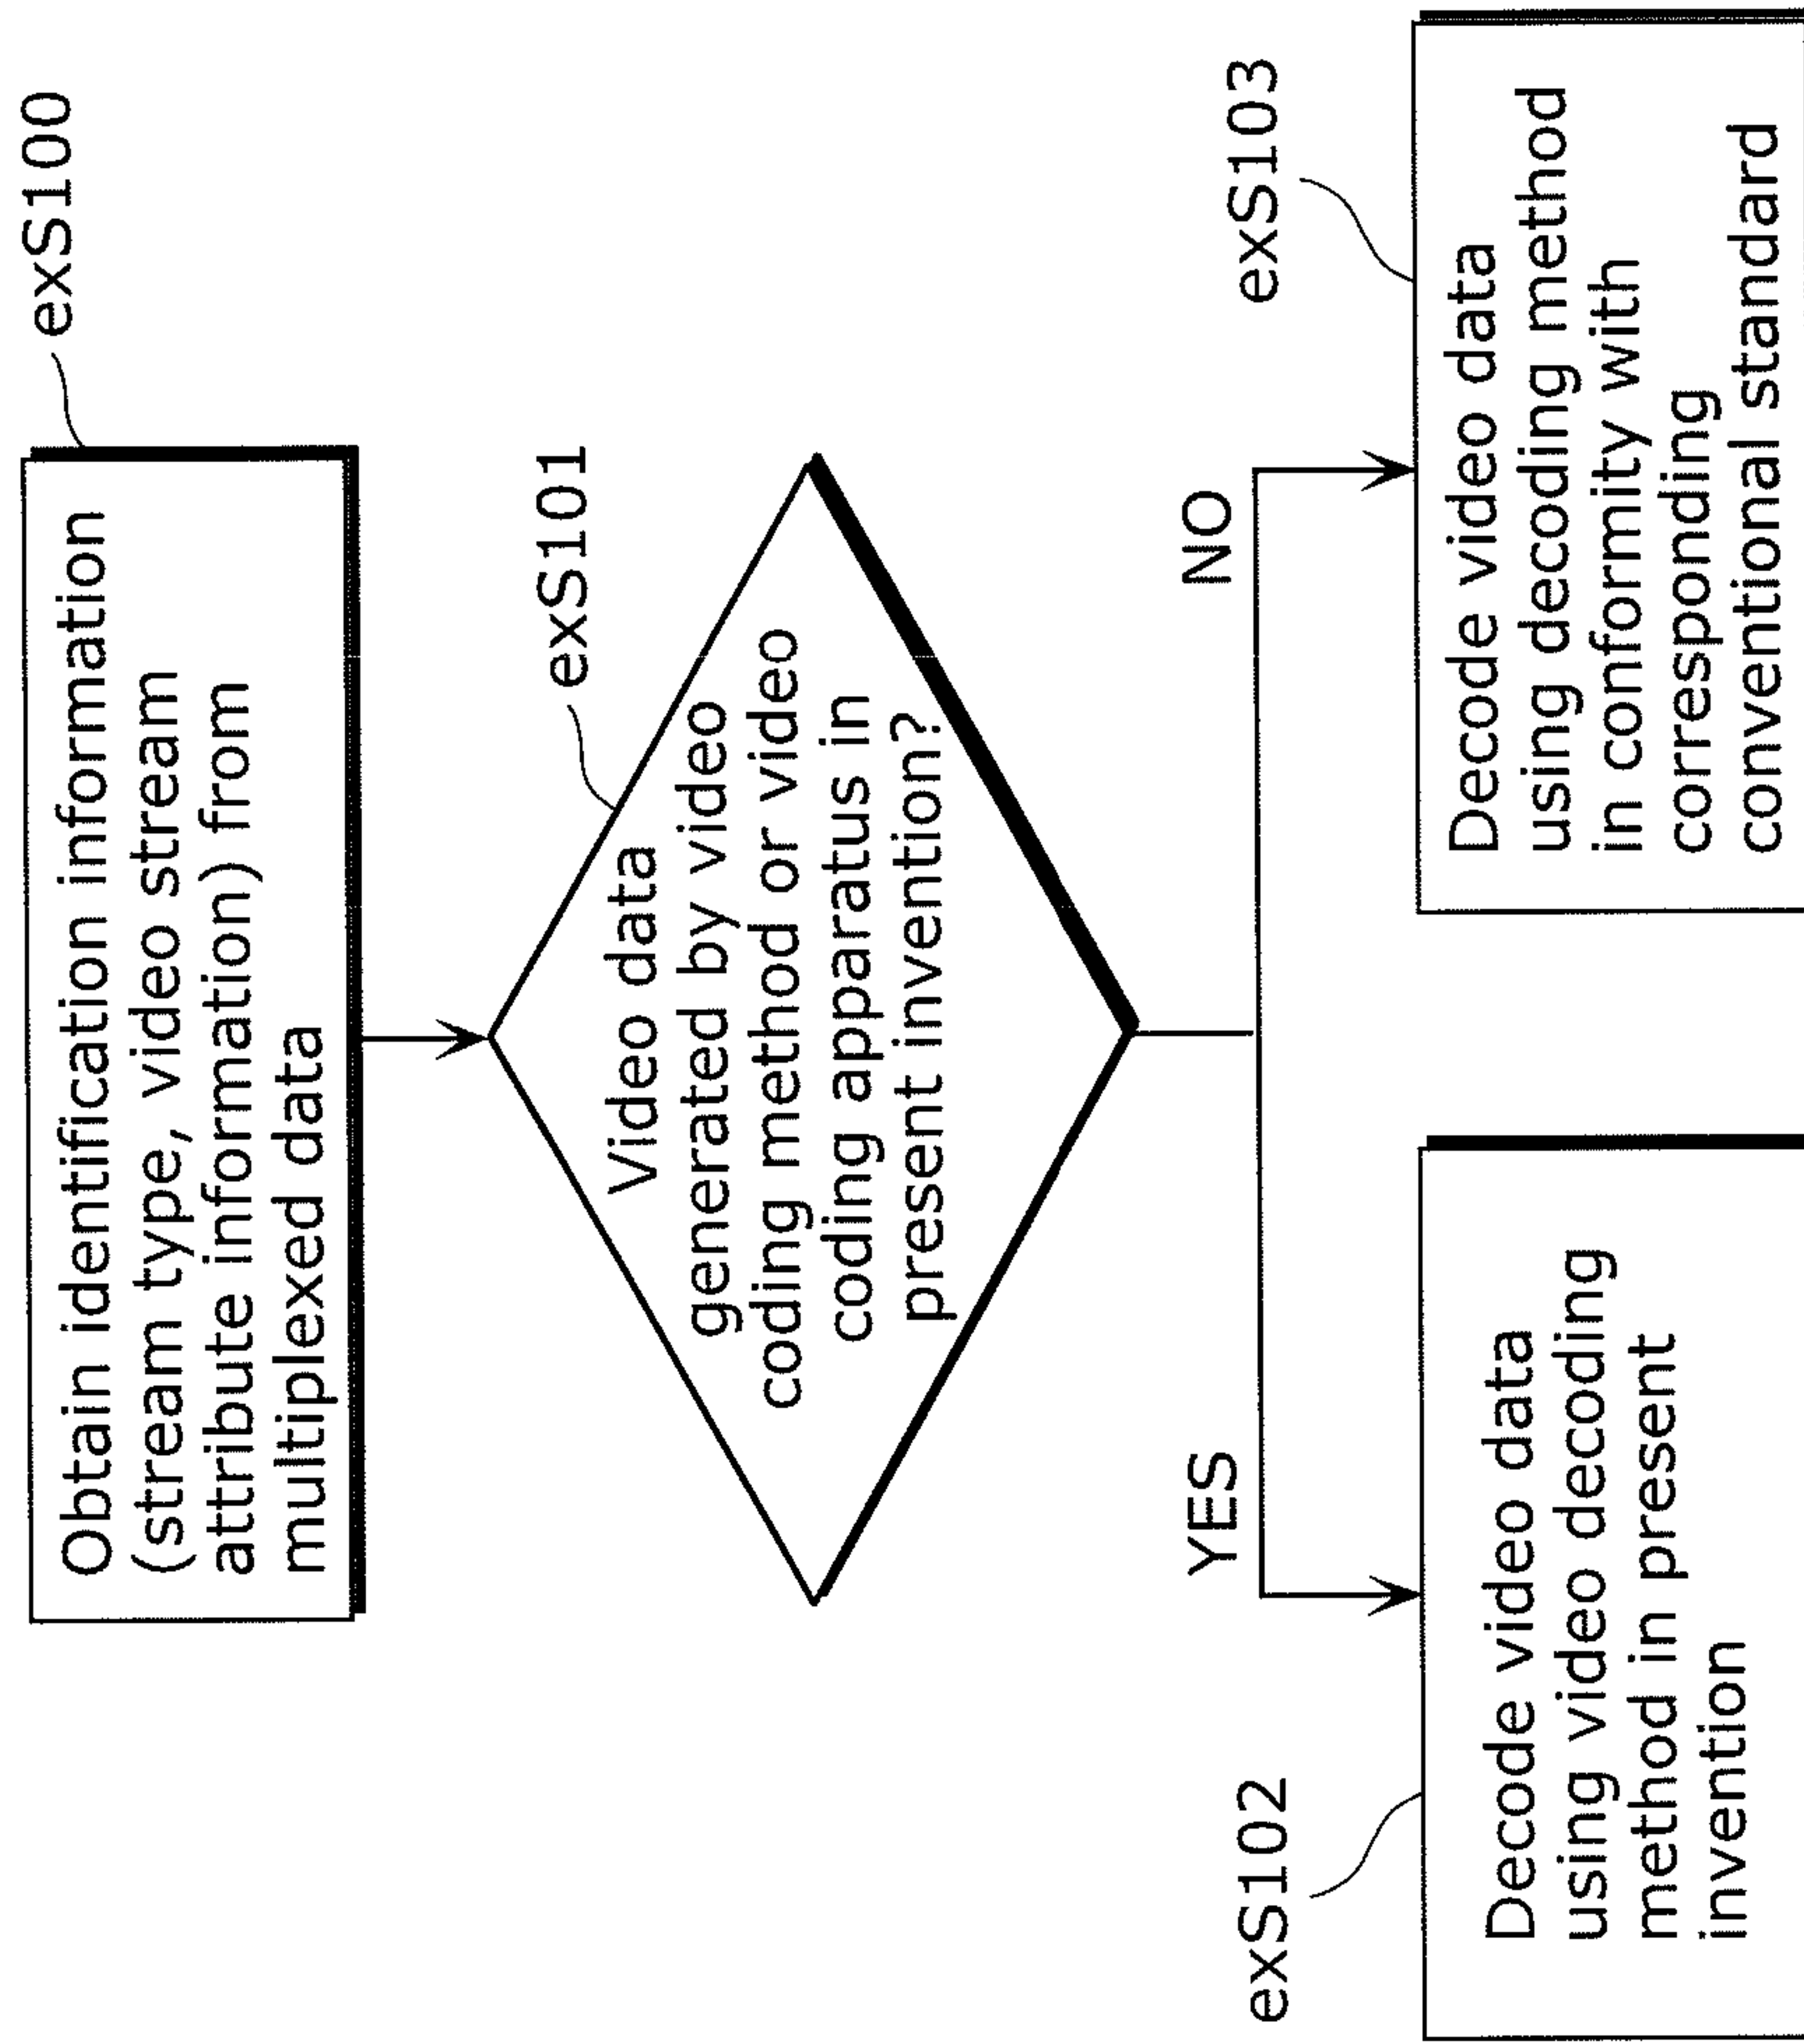 exS100
Obtain identification information
(stream type, video stream
attribute information) from
multiplexed data
exS101
Video data
generated by video
coding method or video
coding apparatus in
present invention?
YES
NO
exS102
Decode video data
using video decoding
method in present
invention
exS103
Decode video data
using decoding method
in conformity with
corresponding
conventional standard